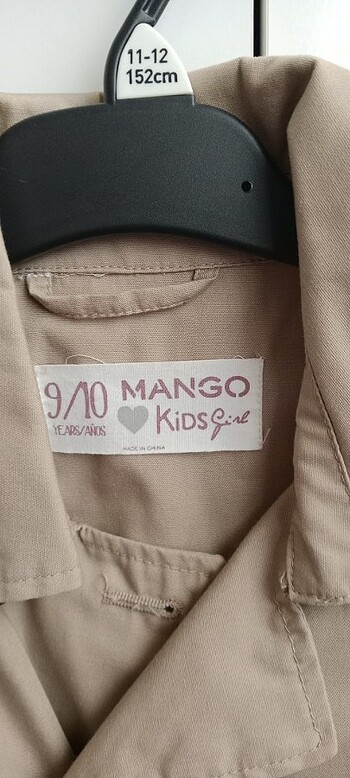 11-12
152cm
9/10
YEARS/AÑOS
MANGO
KiDS girl
MADE IN CHINA